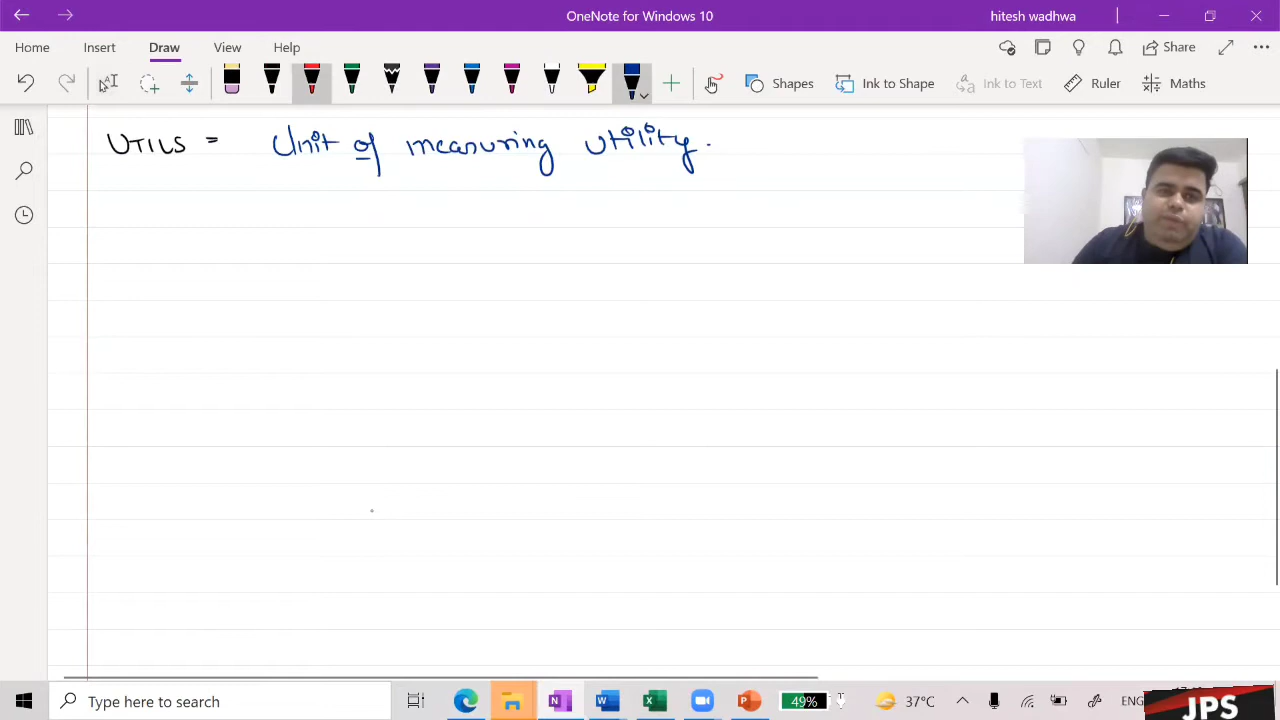 OneNote for Windows 10
hitesh wadhwa
Home
Insert
Draw
View
Help
Share
Shapes
Ink to Shape
Ink to Text
Ruler
Maths
UTILS = Unit of measuring utility.
Type here to search
49%
37°C
ENG
JPS